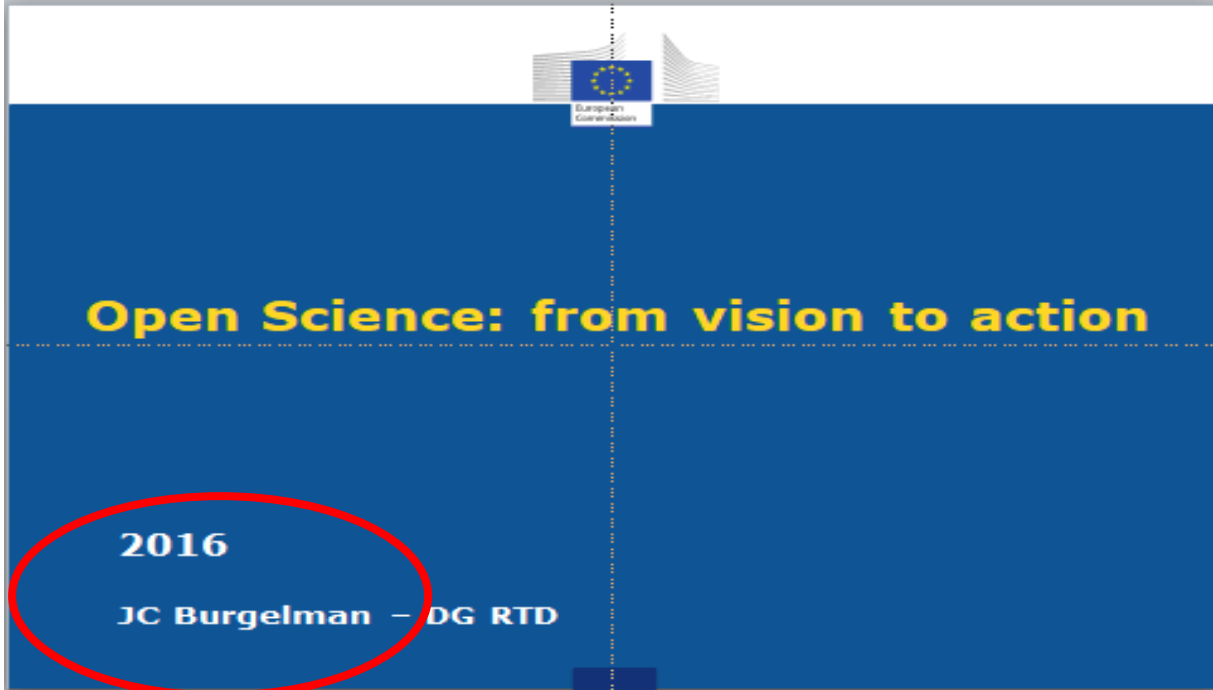 European
Commission
Open Science: from vision to action
2016
JC Burgelman – DG RTD